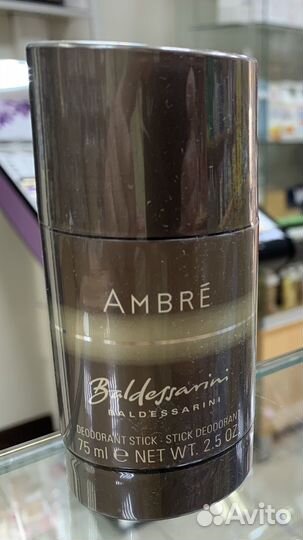 AMBRÉ
Baldessarini
BALDESSARINI
DEODORANT STICK · STICK DEODORANT
75 ml ℮ NET WT. 2.5 OZ
Avito